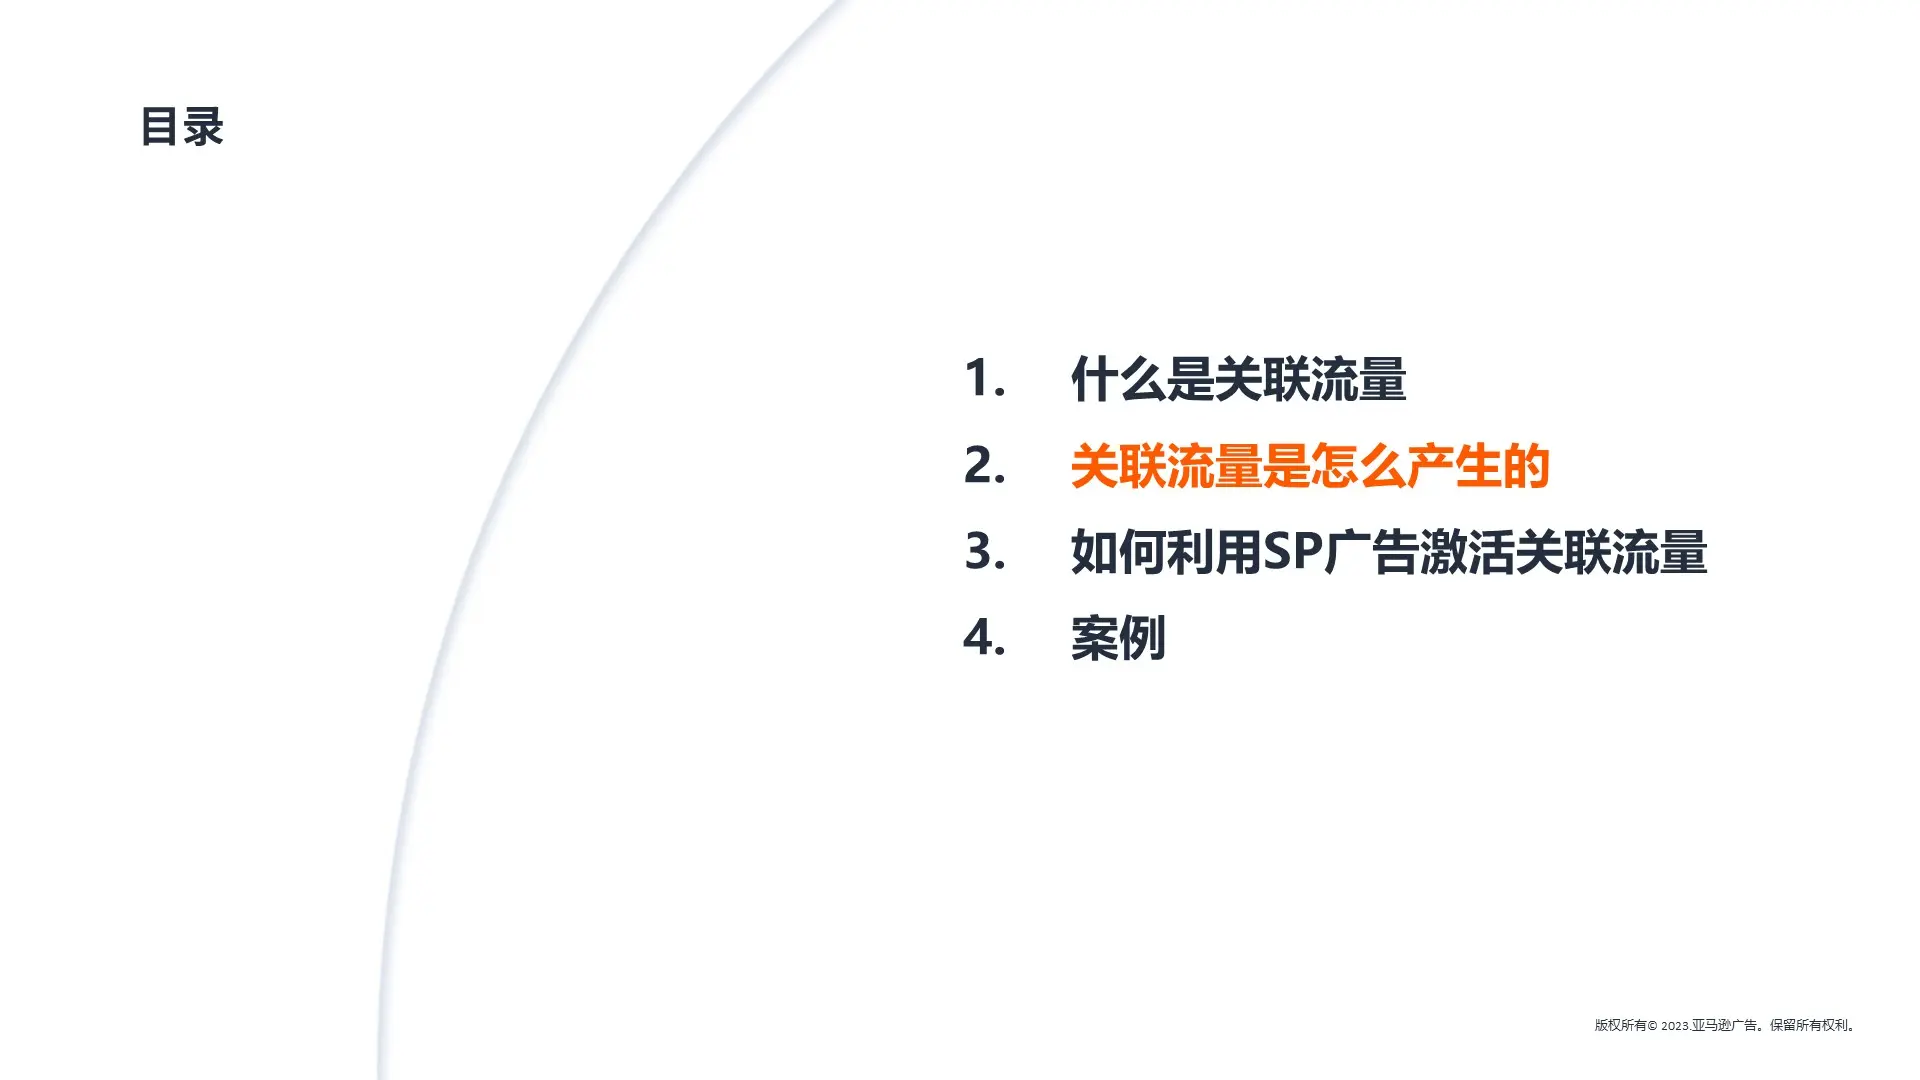 目录
1. 什么是关联流量
2. 关联流量是怎么产生的
3. 如何利用SP广告激活关联流量
4. 案例
版权所有© 2023.亚马逊广告。保留所有权利。